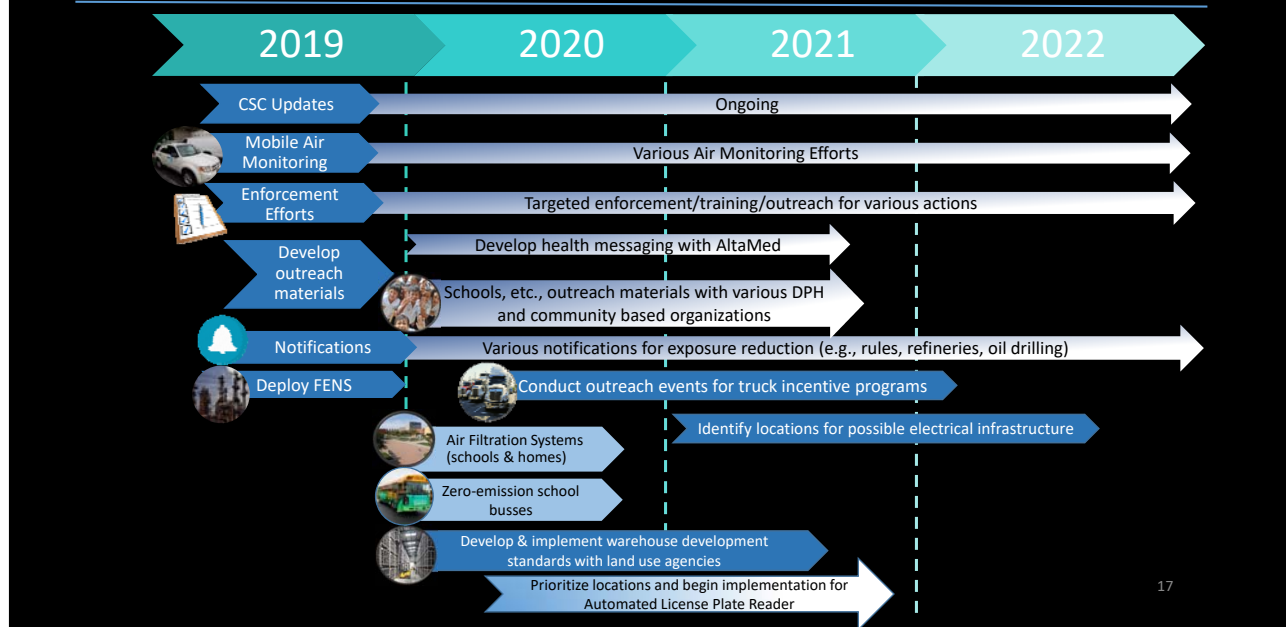 2019
2020
2021
2022
CSC Updates
Ongoing
Mobile Air
Monitoring
Various Air Monitoring Efforts
Enforcement
Efforts
Targeted enforcement/training/outreach for various actions
Develop
outreach
materials
Develop health messaging with AltaMed
Schools, etc., outreach materials with various DPH
and community based organizations
Notifications
Various notifications for exposure reduction (e.g., rules, refineries, oil drilling)
Deploy FENS
Conduct outreach events for truck incentive programs
Identify locations for possible electrical infrastructure
Air Filtration Systems
(schools & homes)
Zero-emission school
busses
Develop & implement warehouse development
standards with land use agencies
Prioritize locations and begin implementation for
Automated License Plate Reader
17